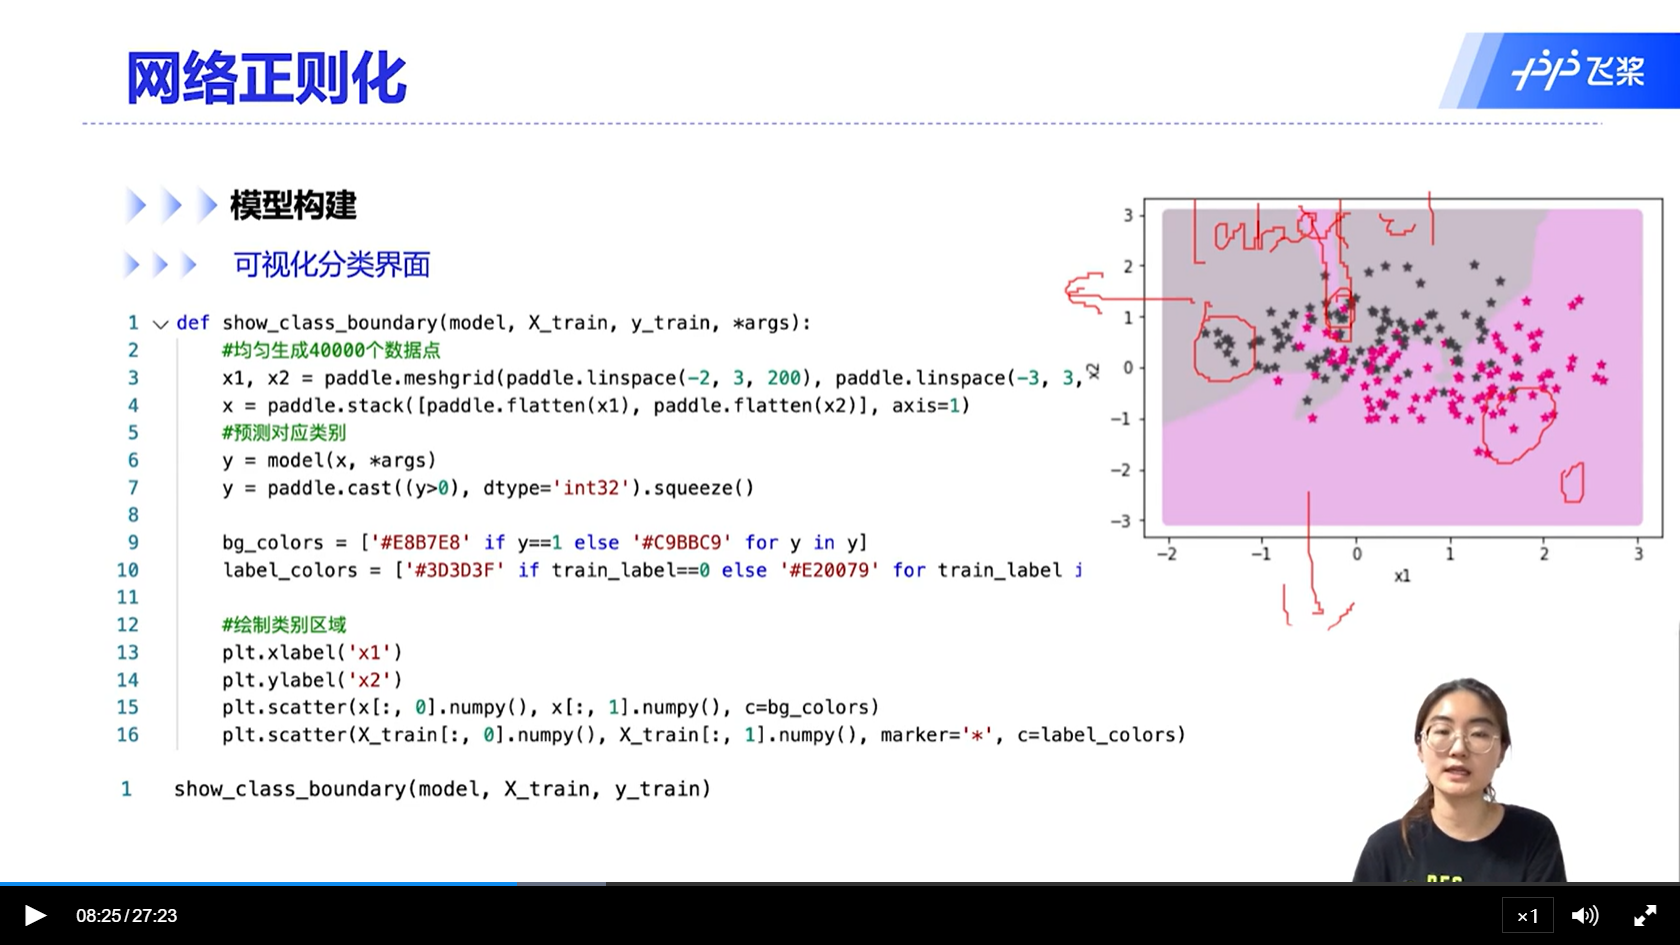 网络正则化
飞桨
模型构建
可视化分类界面
1 def show_class_boundary(model, X_train, y_train, *args):
2 #均匀生成40000个数据点
3 x1, x2 = paddle.meshgrid(paddle.linspace(-2, 3, 200), paddle.linspace(-3, 3,
4 x = paddle.stack([paddle.flatten(x1), paddle.flatten(x2)], axis=1)
5 #预测对应类别
6 y = model(x, *args)
7 y = paddle.cast((y>0), dtype='int32').squeeze()
8
9 bg_colors = ['#E8B7E8' if y==1 else '#C9BBC9' for y in y]
10 label_colors = ['#3D3D3F' if train_label==0 else '#E20079' for train_label i
11
12 #绘制类别区域
13 plt.xlabel('x1')
14 plt.ylabel('x2')
15 plt.scatter(x[:, 0].numpy(), x[:, 1].numpy(), c=bg_colors)
16 plt.scatter(X_train[:, 0].numpy(), X_train[:, 1].numpy(), marker='*', c=label_colors)
1 show_class_boundary(model, X_train, y_train)
3
2
1
0
−1
−2
−3
x2
−2 −1 0 1 2 3
x1
08:25/27:23
×1